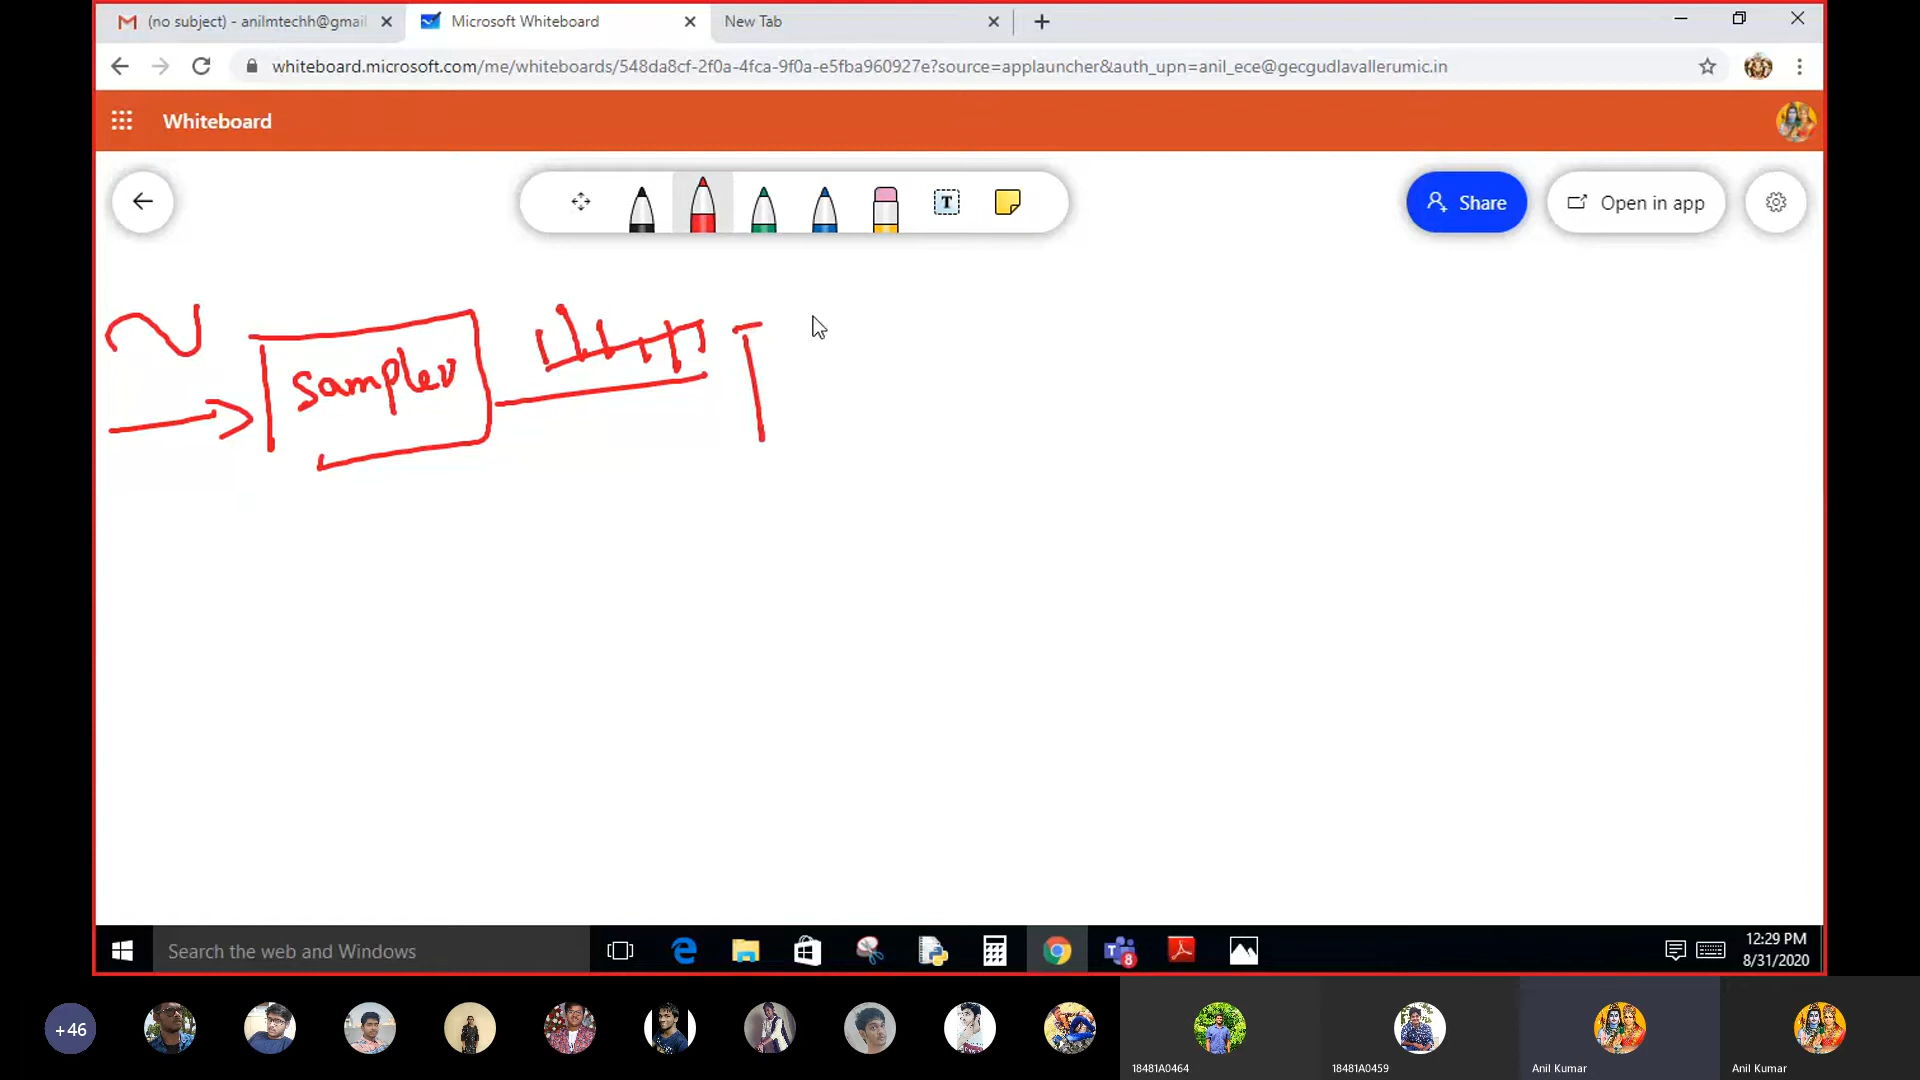 (no subject) - anilmtechh@gmail
Microsoft Whiteboard
New Tab
whiteboard.microsoft.com/me/whiteboards/548da8cf-2f0a-4fca-9f0a-e5fba960927e?source=applauncher&auth_upn=anil_ece@gecgudlavallerumic.in
Whiteboard
T
Share
Open in app
sampler
Search the web and Windows
8
12:29 PM
8/31/2020
+46
18481A0464
18481A0459
Anil Kumar
Anil Kumar